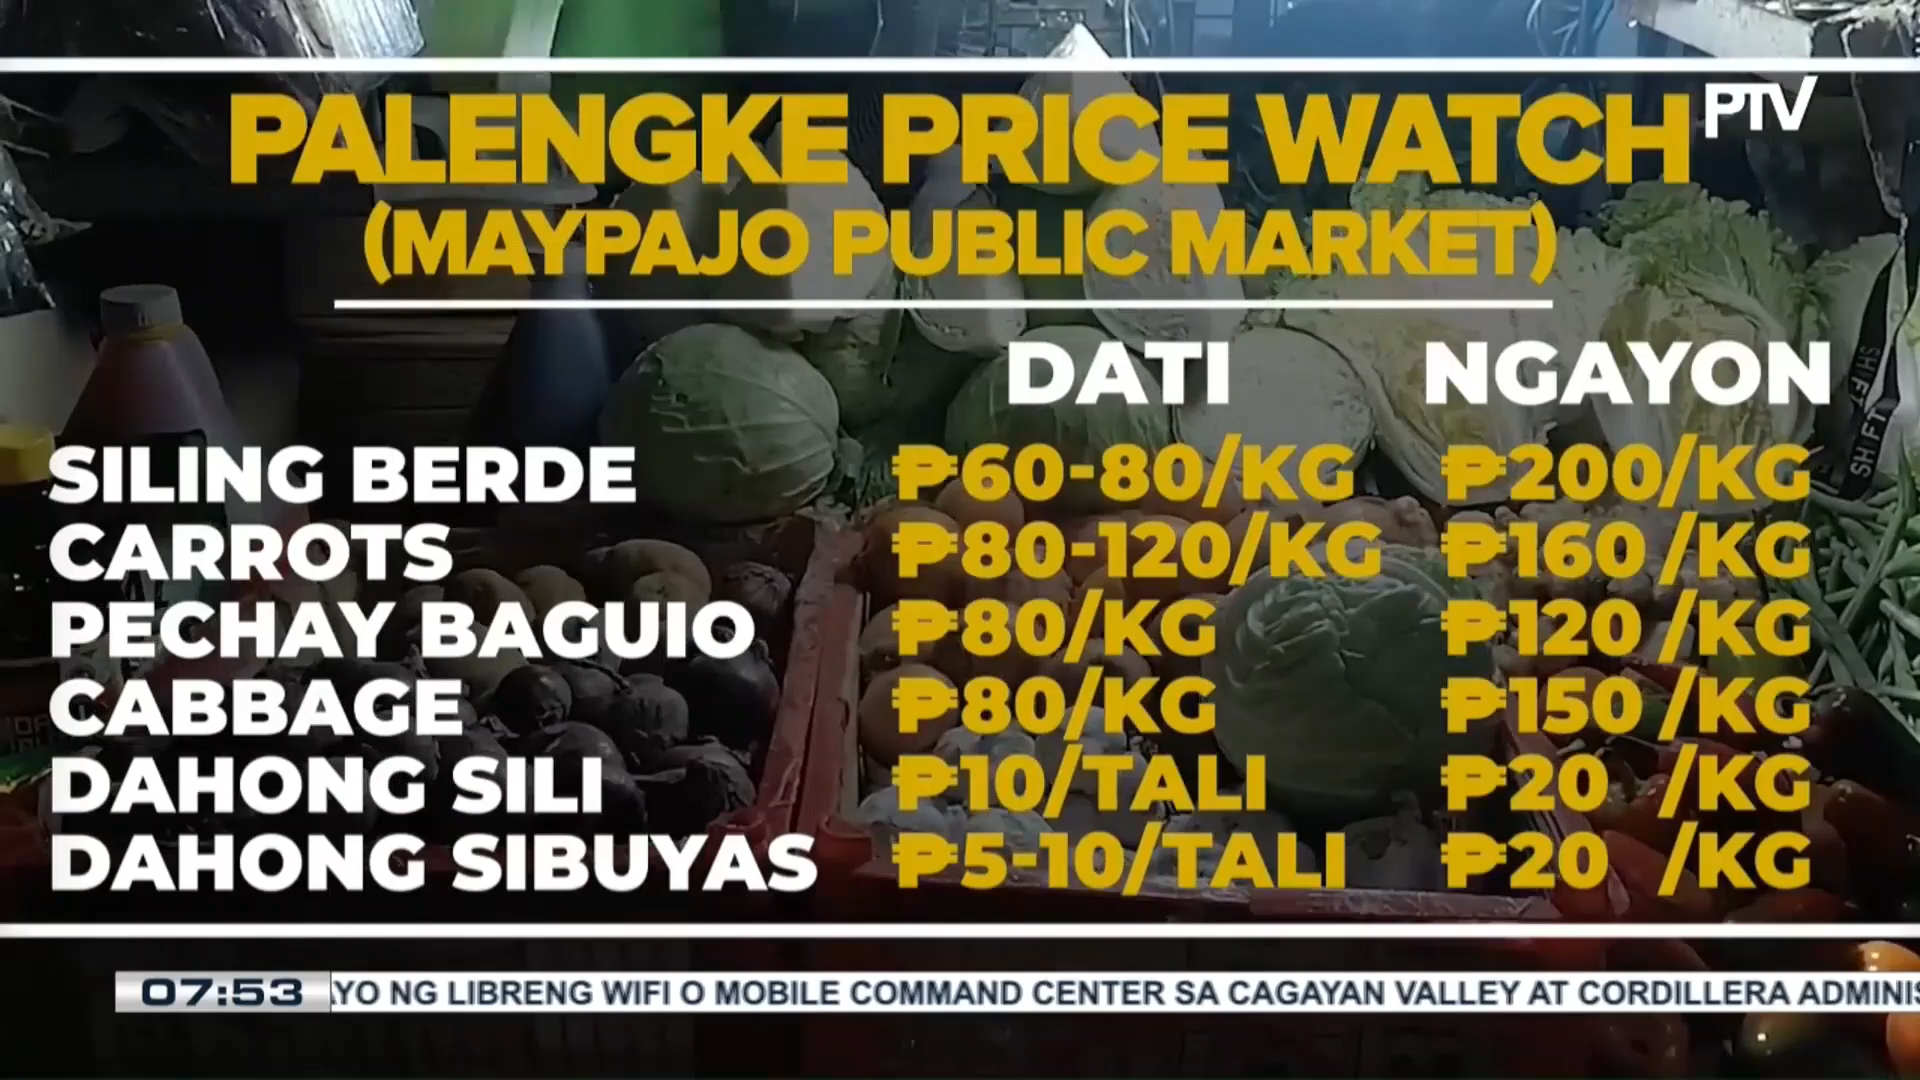 PALENGKE PRICE WATCH
PTV
(MAYPAJO PUBLIC MARKET)
DATI NGAYON
SILING BERDE ₱60-80/KG ₱200/KG
CARROTS ₱80-120/KG ₱160 /KG
PECHAY BAGUIO ₱80/KG ₱120 /KG
CABBAGE ₱80/KG ₱150 /KG
DAHONG SILI ₱10/TALI ₱20 /KG
DAHONG SIBUYAS ₱5-10/TALI ₱20 /KG
SHIFT SHIFTS
07:53 YO NG LIBRENG WIFI O MOBILE COMMAND CENTER SA CAGAYAN VALLEY AT CORDILLERA ADMINIS